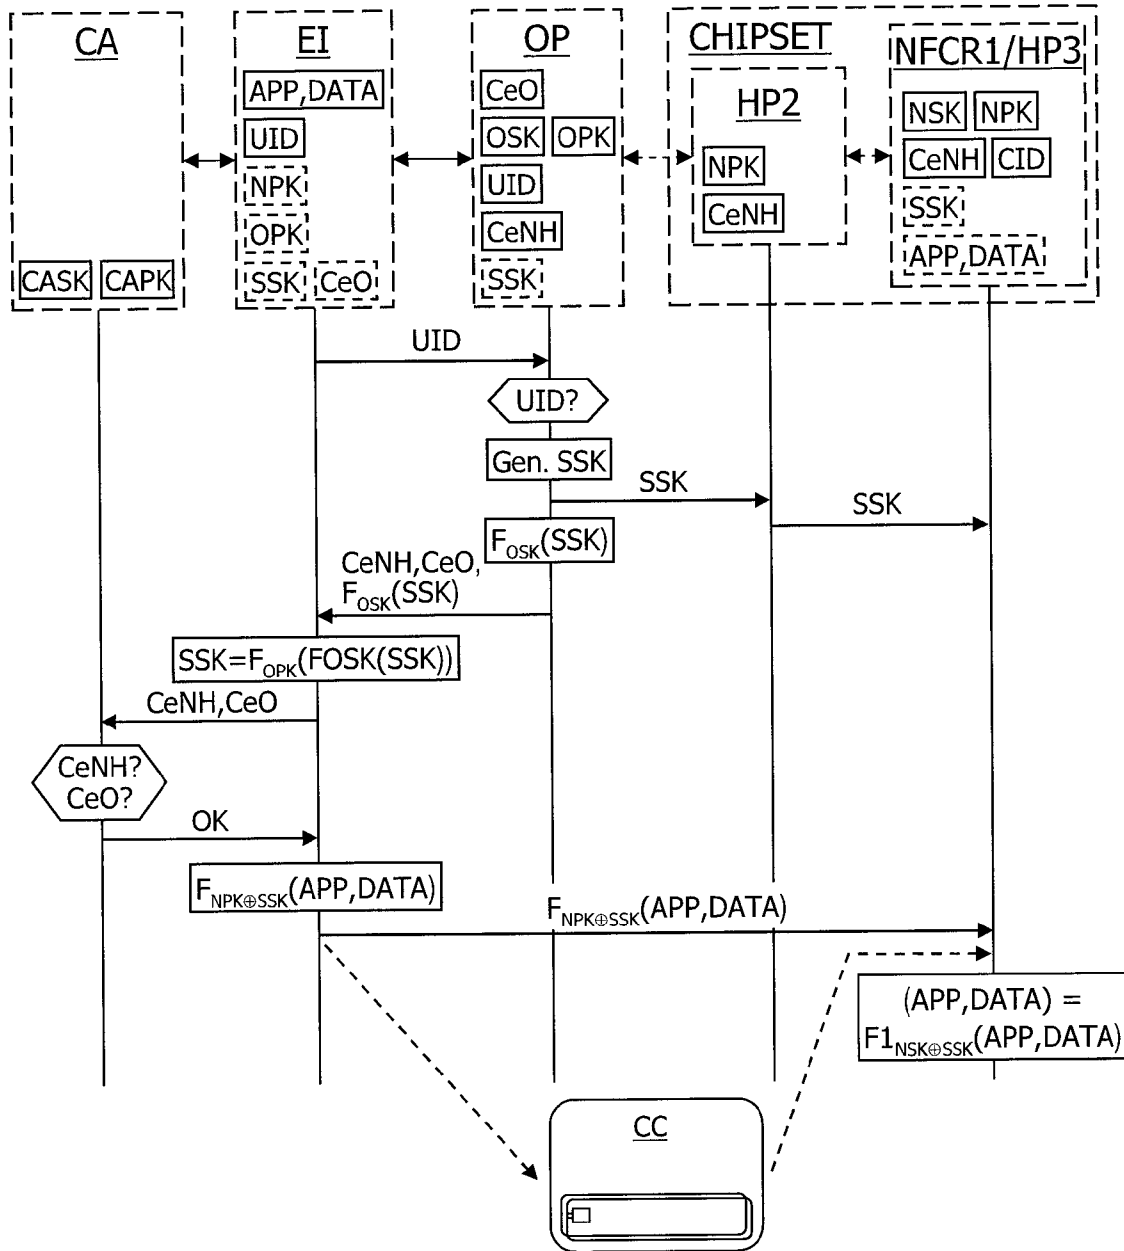 CA
EI
OP
CHIPSET
NFCR1/HP3
HP2
APP,DATA
UID
NPK
OPK
SSK CeO
CASK CAPK
CeO
OSK OPK
UID
CeNH
SSK
NPK
CeNH
NSK NPK
CeNH CID
SSK
APP,DATA
UID
UID?
Gen. SSK
SSK
SSK
FOSK(SSK)
CeNH,CeO,
FOSK(SSK)
SSK=FOPK(FOSK(SSK))
CeNH,CeO
CeNH?
CeO?
OK
FNPK⊕SSK(APP,DATA)
FNPK⊕SSK(APP,DATA)
(APP,DATA) =
F1NSK⊕SSK(APP,DATA)
CC